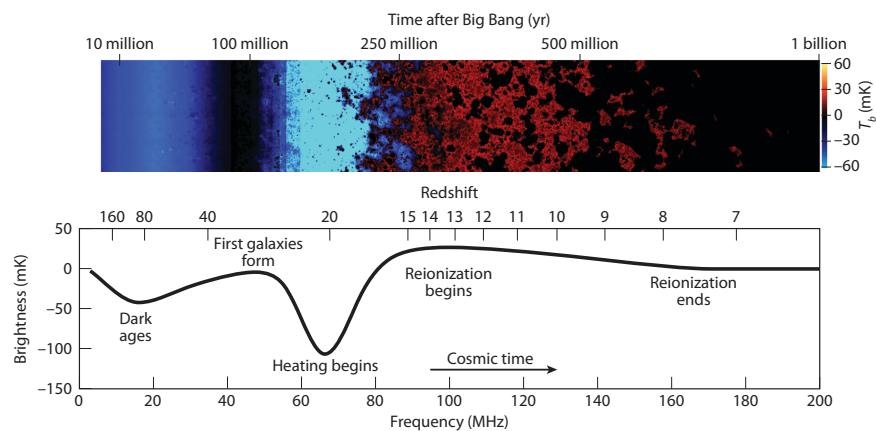 Time after Big Bang (yr)
10 million 100 million 250 million 500 million 1 billion
60
30
0
−30
−60
T_b (mK)
Redshift
160 80 40 20 15 14 13 12 11 10 9 8 7
50
0
−50
−100
−150
Brightness (mK)
First galaxies
form
Dark
ages
Heating begins
Reionization
begins
Reionization
ends
Cosmic time
0 20 40 60 80 100 120 140 160 180 200
Frequency (MHz)